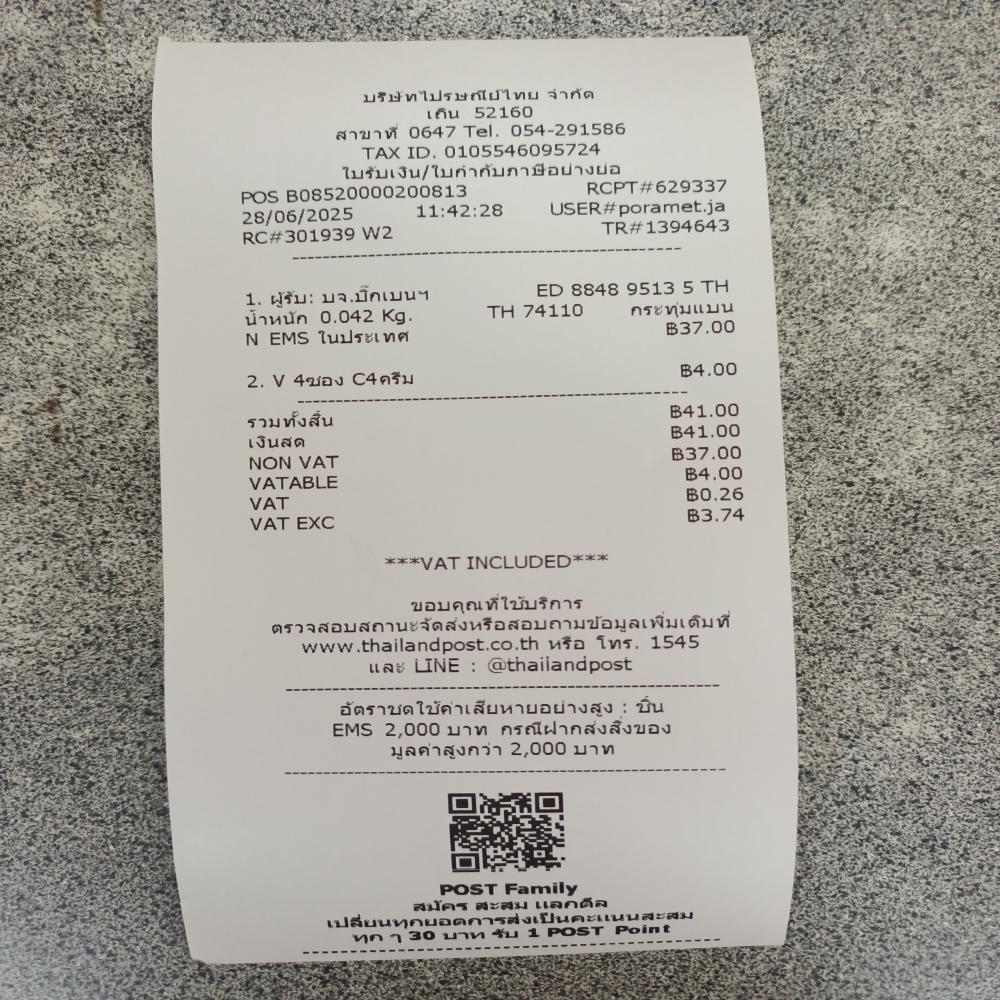 บริษัทไปรษณีย์ไทย จำกัด
เถิน 52160
สาขาที่ 0647 Tel. 054-291586
TAX ID. 0105546095724
ใบรับเงิน/ใบกำกับภาษีอย่างย่อ
POS B08520000200813 RCPT#629337
28/06/2025 11:42:28 USER#poramet.ja
RC#301939 W2 TR#1394643
1. ผู้รับ: บจ.บิ๊กเบนฯ ED 8848 9513 5 TH
น้ำหนัก 0.042 Kg. TH 74110 กระทุ่มแบน
N EMS ในประเทศ ฿37.00
2. V 4ซอง C4ครีม ฿4.00
รวมทั้งสิ้น ฿41.00
เงินสด ฿41.00
NON VAT ฿37.00
VATABLE ฿4.00
VAT ฿0.26
VAT EXC ฿3.74
***VAT INCLUDED***
ขอบคุณที่ใช้บริการ
ตรวจสอบสถานะจัดส่งหรือสอบถามข้อมูลเพิ่มเติมที่
www.thailandpost.co.th หรือ โทร. 1545
และ LINE : @thailandpost
อัตราชดใช้ค่าเสียหายอย่างสูง : ชิ้น
EMS 2,000 บาท กรณีฝากส่งสิ่งของ
มูลค่าสูงกว่า 2,000 บาท
POST Family
สมัคร สะสม แลกดีล
เปลี่ยนทุกยอดการส่งเป็นคะแนนสะสม
ทุก ๆ 30 บาท รับ 1 POST Point